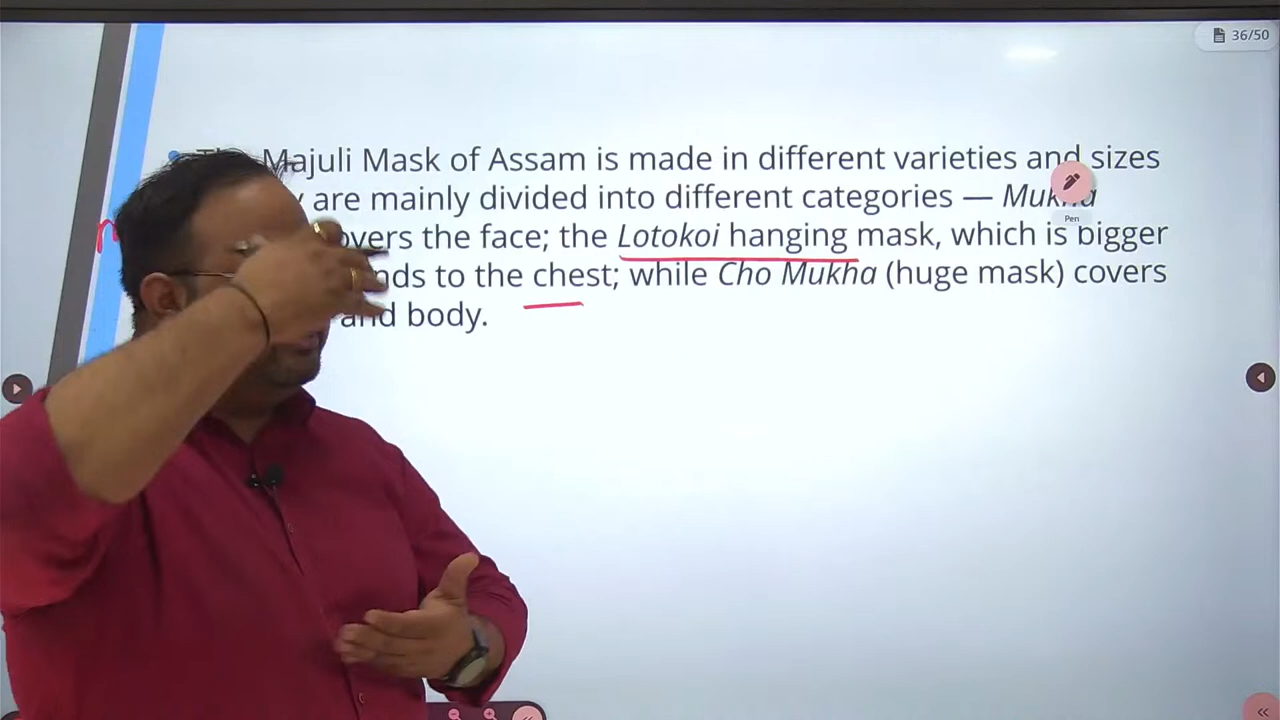 36/50
Majuli Mask of Assam is made in different varieties and sizes
are mainly divided into different categories — Mukha
Pen
covers the face; the Lotokoi hanging mask, which is bigger
to the chest; while Cho Mukha (huge mask) covers
and body.